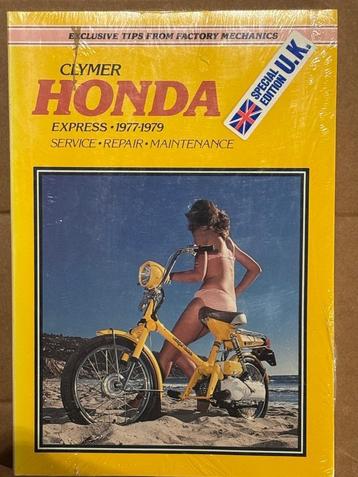 EXCLUSIVE TIPS FROM FACTORY MECHANICS
CLYMER
HONDA
EXPRESS • 1977-1979
SERVICE • REPAIR • MAINTENANCE
SPECIAL
EDITION
U.K.